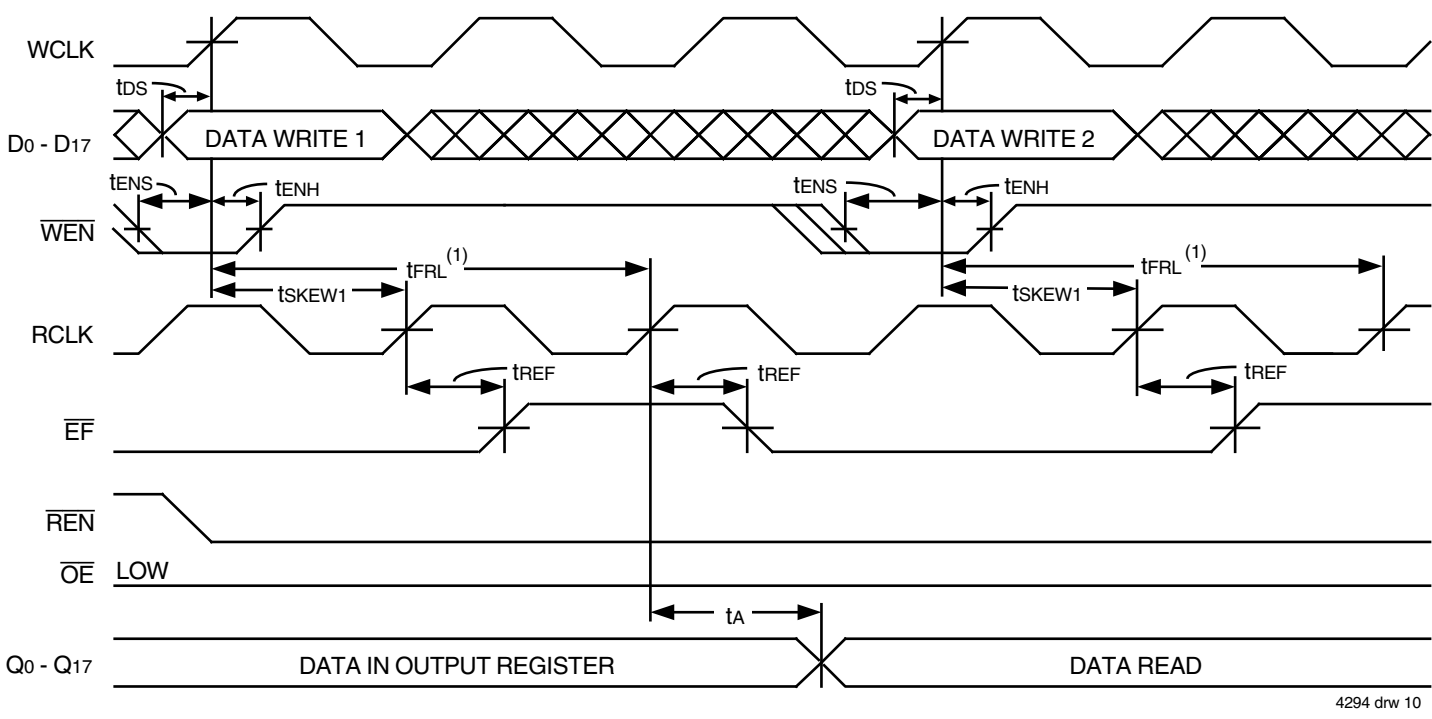 WCLK
tDS tDS
D0 - D17 DATA WRITE 1 DATA WRITE 2
tENS tENH tENS tENH
WEN
tFRL (1) tFRL (1)
tSKEW1 tSKEW1
RCLK
tREF tREF tREF
EF
REN
OE LOW
tA
Q0 - Q17 DATA IN OUTPUT REGISTER DATA READ
4294 drw 10